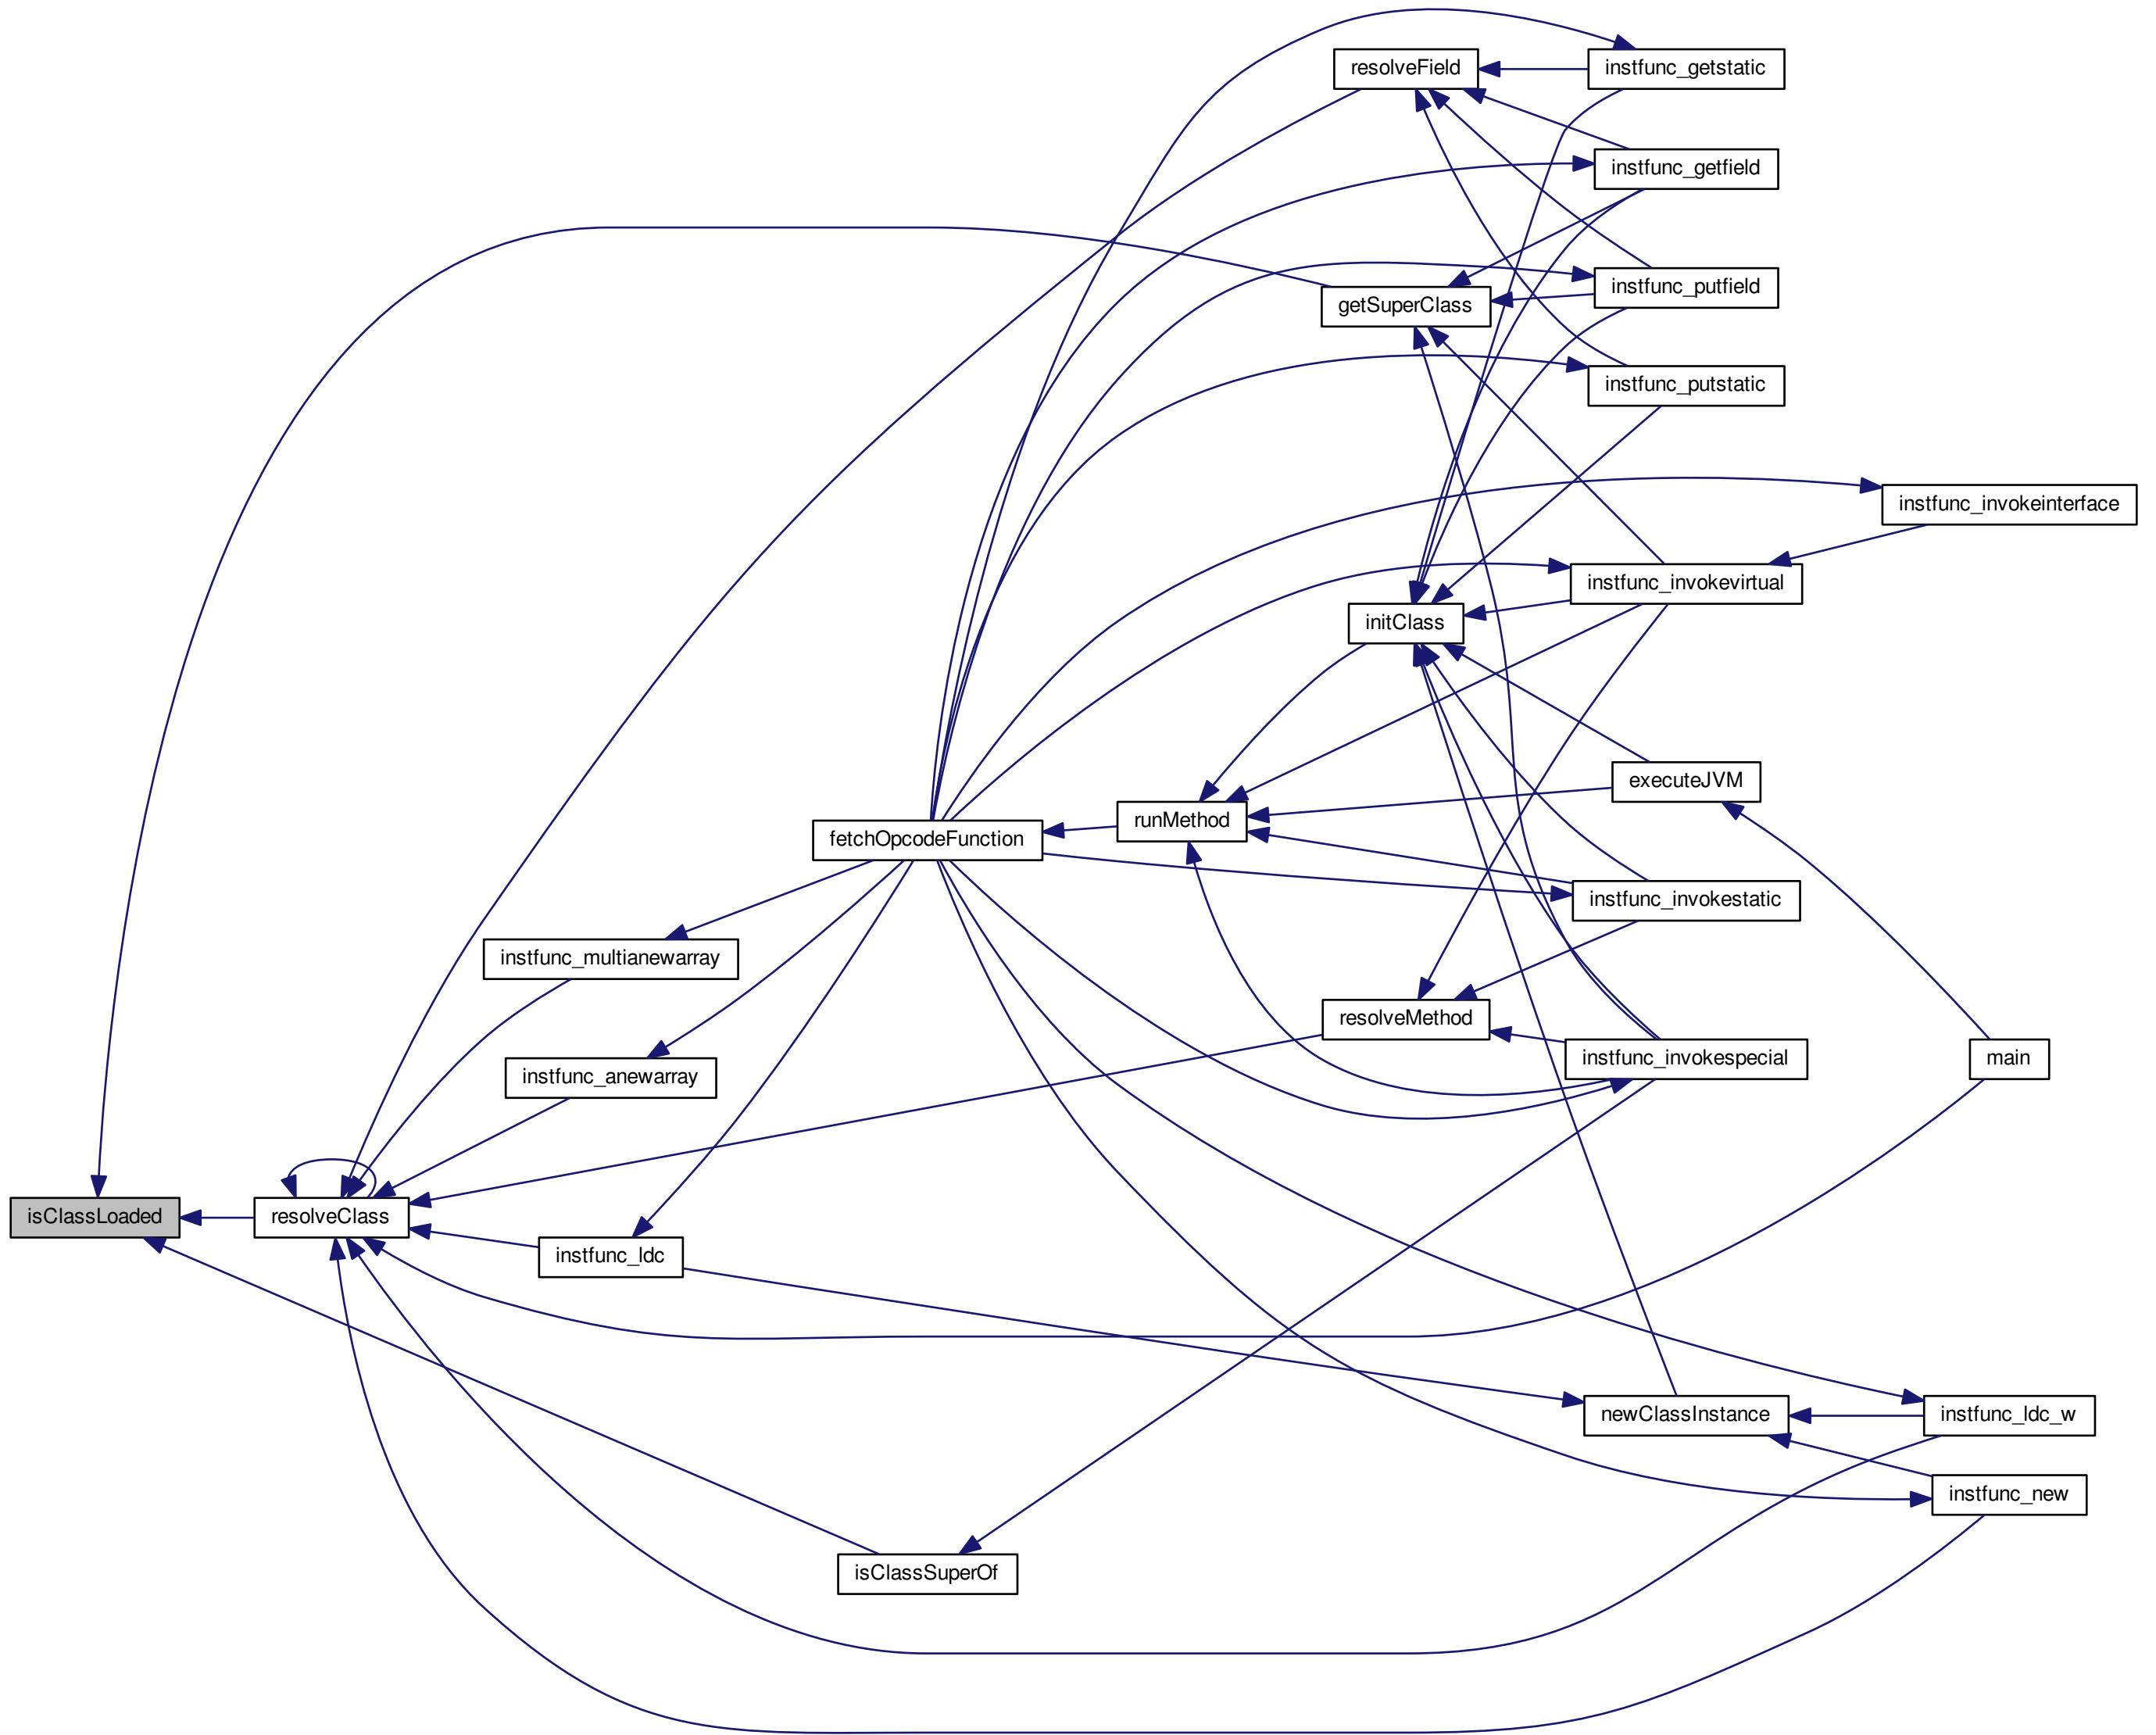 resolveField
instfunc_getstatic
instfunc_getfield
getSuperClass
instfunc_putfield
instfunc_putstatic
instfunc_invokeinterface
instfunc_invokevirtual
initClass
executeJVM
runMethod
fetchOpcodeFunction
instfunc_invokestatic
instfunc_multianewarray
resolveMethod
instfunc_invokespecial
main
instfunc_anewarray
isClassLoaded
resolveClass
instfunc_ldc
newClassInstance
instfunc_ldc_w
instfunc_new
isClassSuperOf